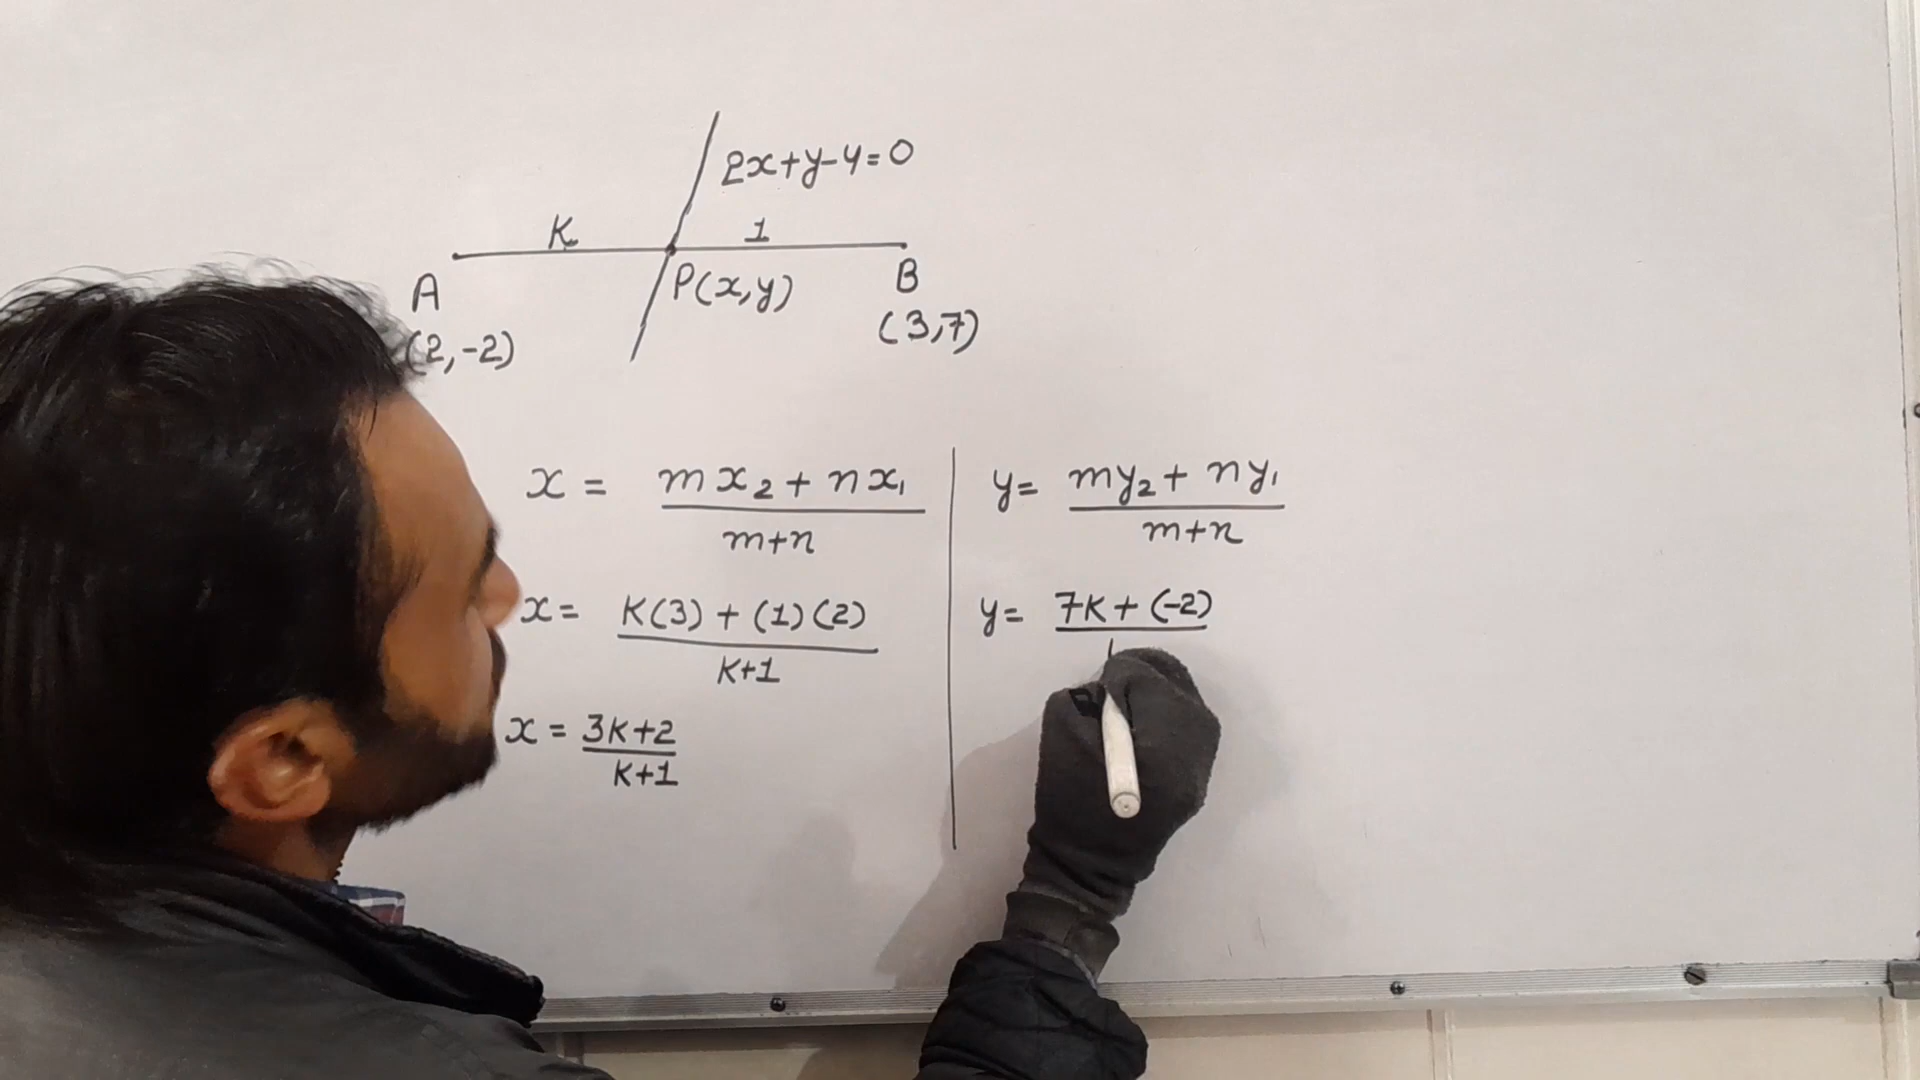 2x+y-4=0
K 1
A P(x,y) B
(2,-2) (3,7)
x = mx₂+nx₁ / m+n
x = K(3)+(1)(2) / K+1
x = 3K+2 / K+1
y = my₂+ny₁ / m+n
y = 7K+(-2) /